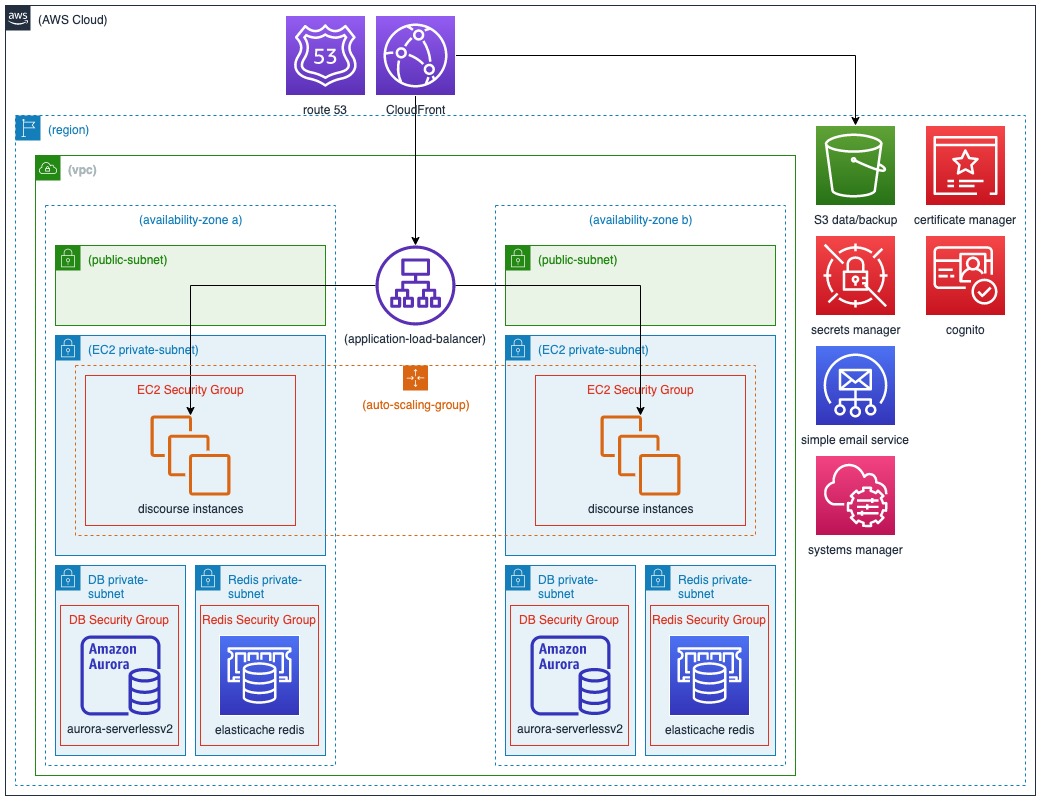 aws
(AWS Cloud)
53
route 53
CloudFront
(region)
(vpc)
(availability-zone a)
(availability-zone b)
S3 data/backup
certificate manager
(public-subnet)
(public-subnet)
secrets manager
cognito
(application-load-balancer)
(EC2 private-subnet)
(EC2 private-subnet)
EC2 Security Group
(auto-scaling-group)
EC2 Security Group
discourse instances
discourse instances
simple email service
systems manager
DB private-
subnet
Redis private-
subnet
DB private-
subnet
Redis private-
subnet
DB Security Group
Redis Security Group
DB Security Group
Redis Security Group
Amazon
Aurora
Amazon
Aurora
aurora-serverlessv2
elasticache redis
aurora-serverlessv2
elasticache redis